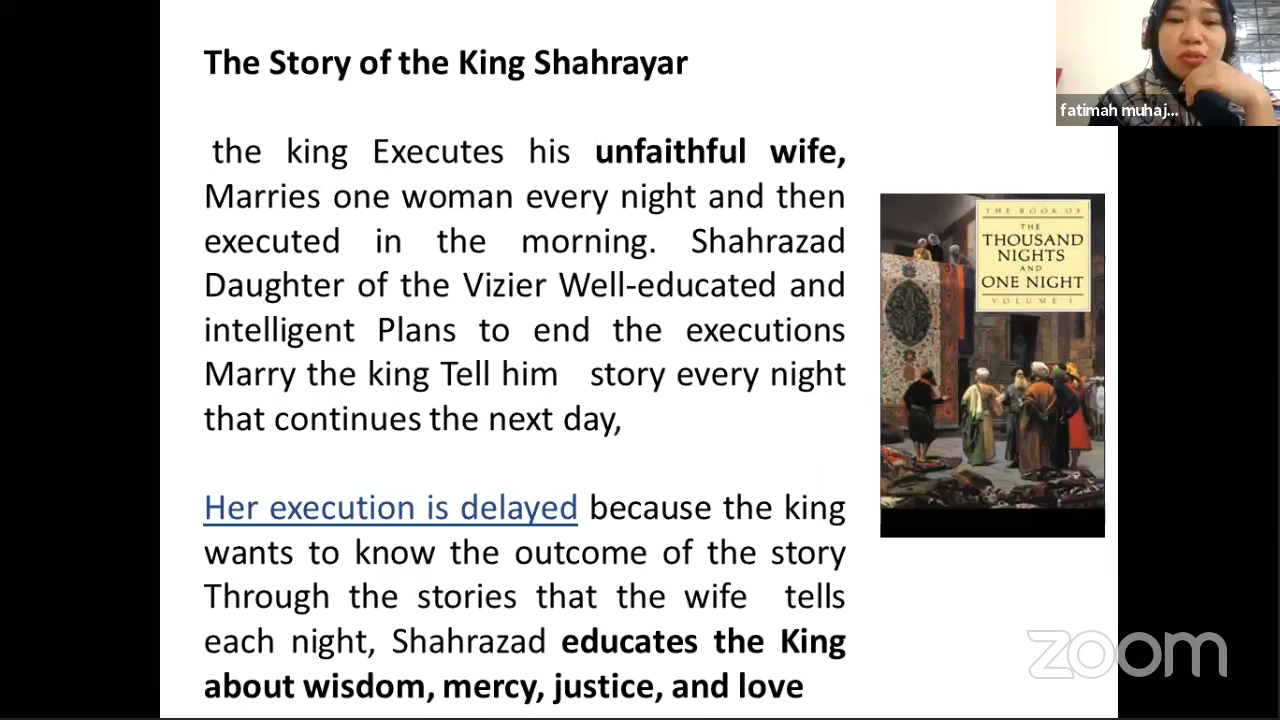 The Story of the King Shahrayar
fatimah muhaj...
the king Executes his unfaithful wife,
Marries one woman every night and then
executed in the morning. Shahrazad
Daughter of the Vizier Well-educated and
intelligent Plans to end the executions
Marry the king Tell him story every night
that continues the next day,
THE BOOK OF
THE
THOUSAND
NIGHTS
AND
ONE NIGHT
VOLUME I
Her execution is delayed because the king
wants to know the outcome of the story
Through the stories that the wife tells
each night, Shahrazad educates the King
about wisdom, mercy, justice, and love
zoom